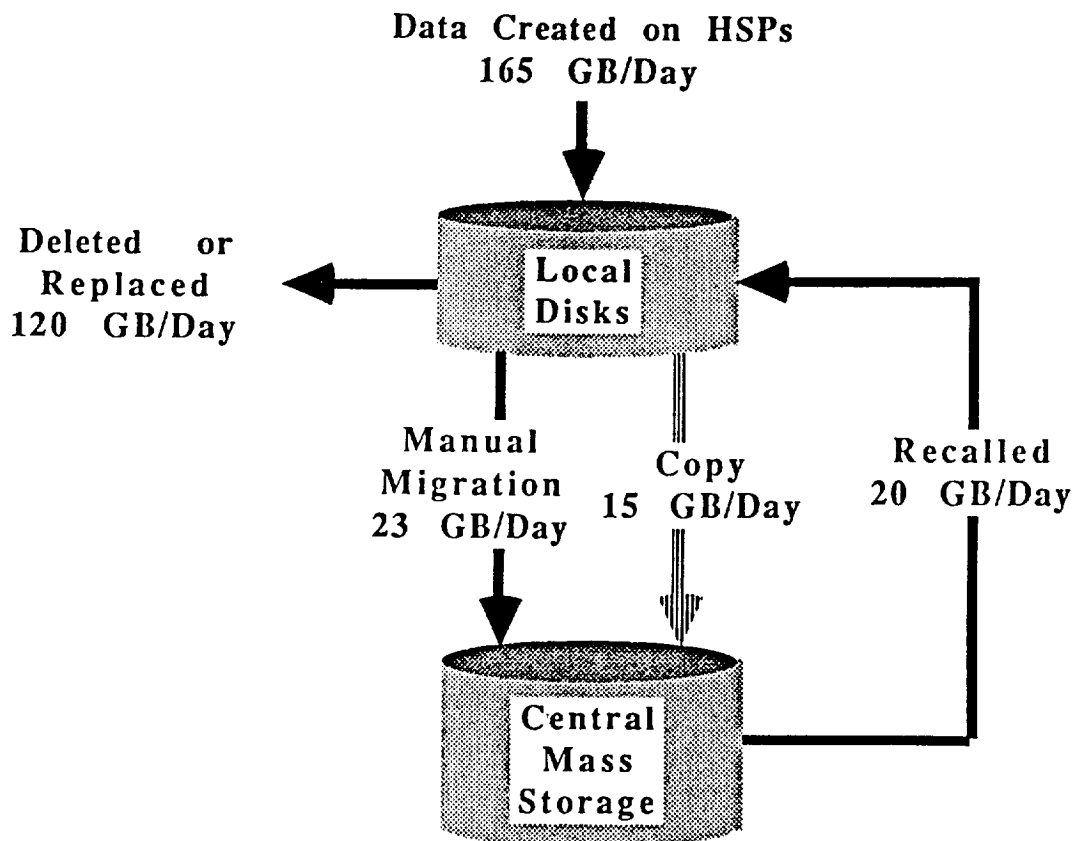 Data Created on HSPs
165 GB/Day
Deleted or
Replaced
120 GB/Day
Local
Disks
Manual
Migration
23 GB/Day
Copy
15 GB/Day
Recalled
20 GB/Day
Central
Mass
Storage